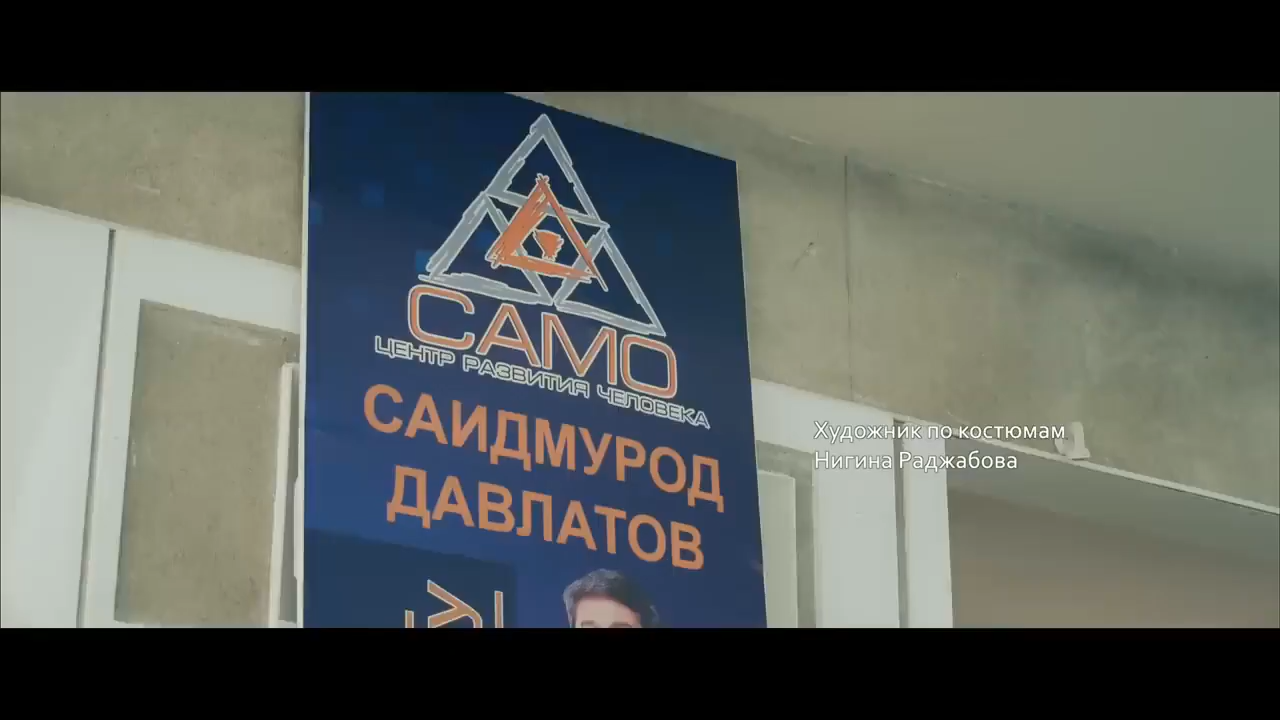 САМО
ЦЕНТР РАЗВИТИЯ ЧЕЛОВЕКА
САИДМУРОД
ДАВЛАТОВ
Художник по костюмам
Нигина Раджабова